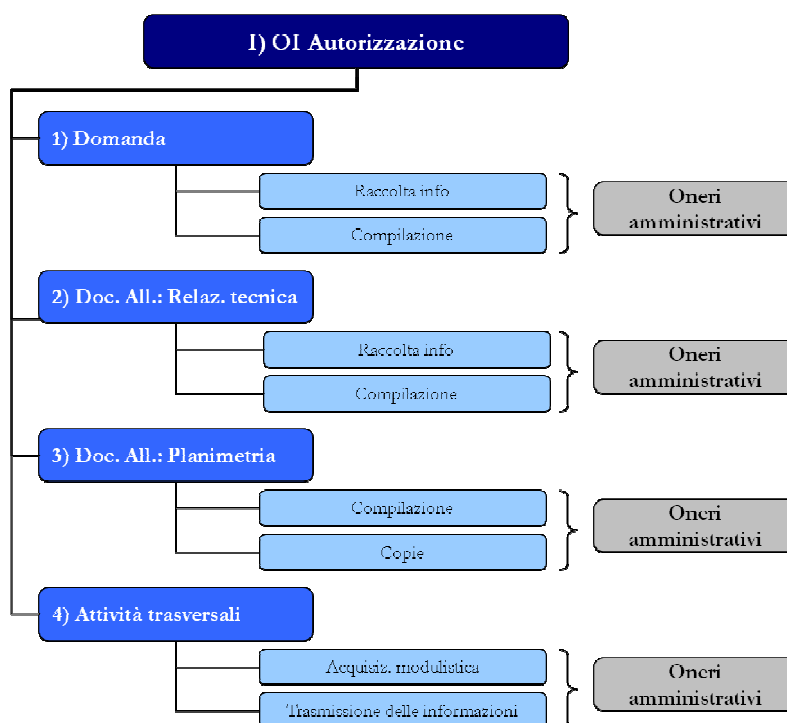 I) OI Autorizzazione
1) Domanda
Raccolta info
Compilazione
Oneri
amministrativi
2) Doc. All.: Relaz. tecnica
Raccolta info
Compilazione
Oneri
amministrativi
3) Doc. All.: Planimetria
Compilazione
Copie
Oneri
amministrativi
4) Attività trasversali
Acquisiz. modulistica
Trasmissione delle informazioni
Oneri
amministrativi